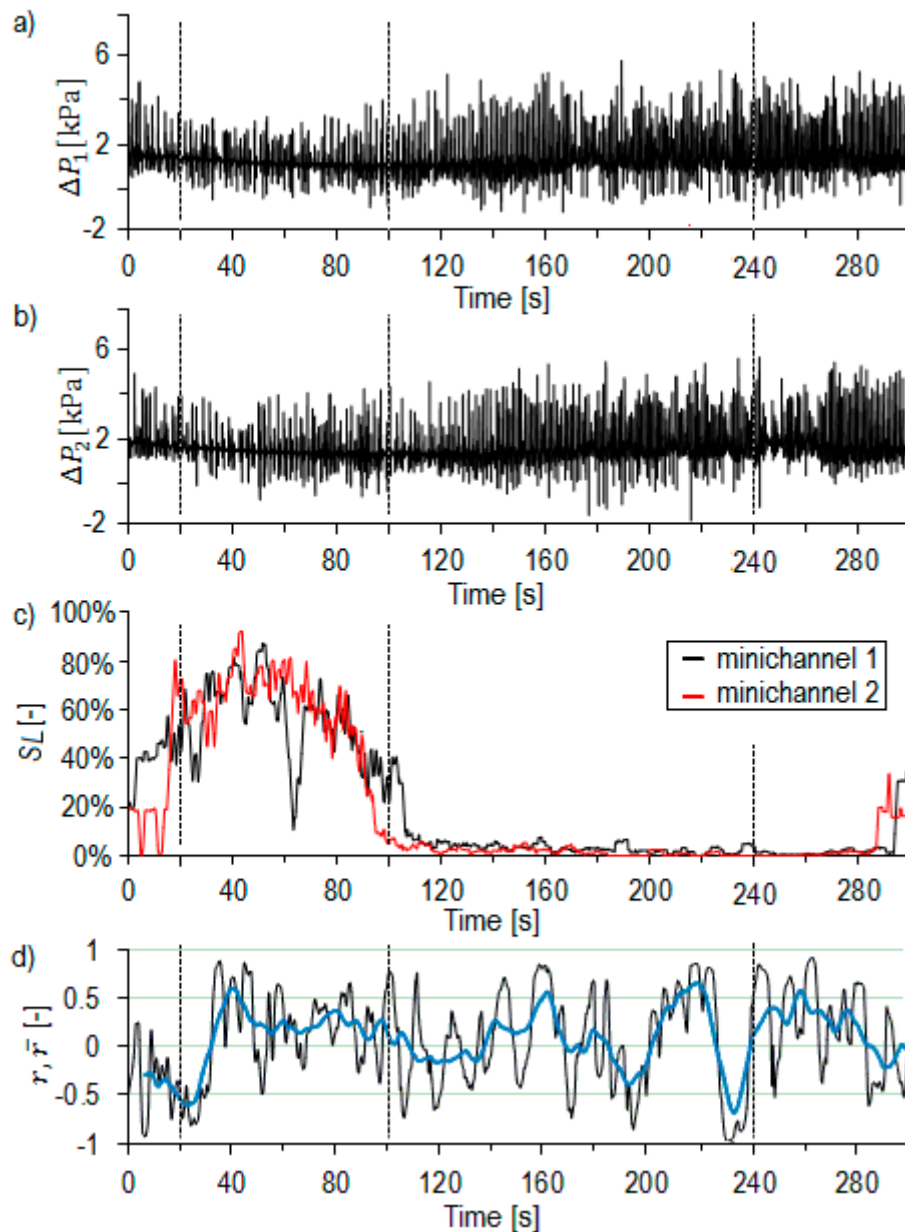 a)
6
2
-2
ΔP₁ [kPa]
0 40 80 120 160 200 240 280
Time [s]
b)
6
2
-2
ΔP₂ [kPa]
0 40 80 120 160 200 240 280
Time [s]
c)
100%
80%
60%
40%
20%
0%
SL [-]
minichannel 1
minichannel 2
0 40 80 120 160 200 240 280
Time [s]
d)
1
0.5
0
-0.5
-1
r, r̄ [-]
0 40 80 120 160 200 240 280
Time [s]